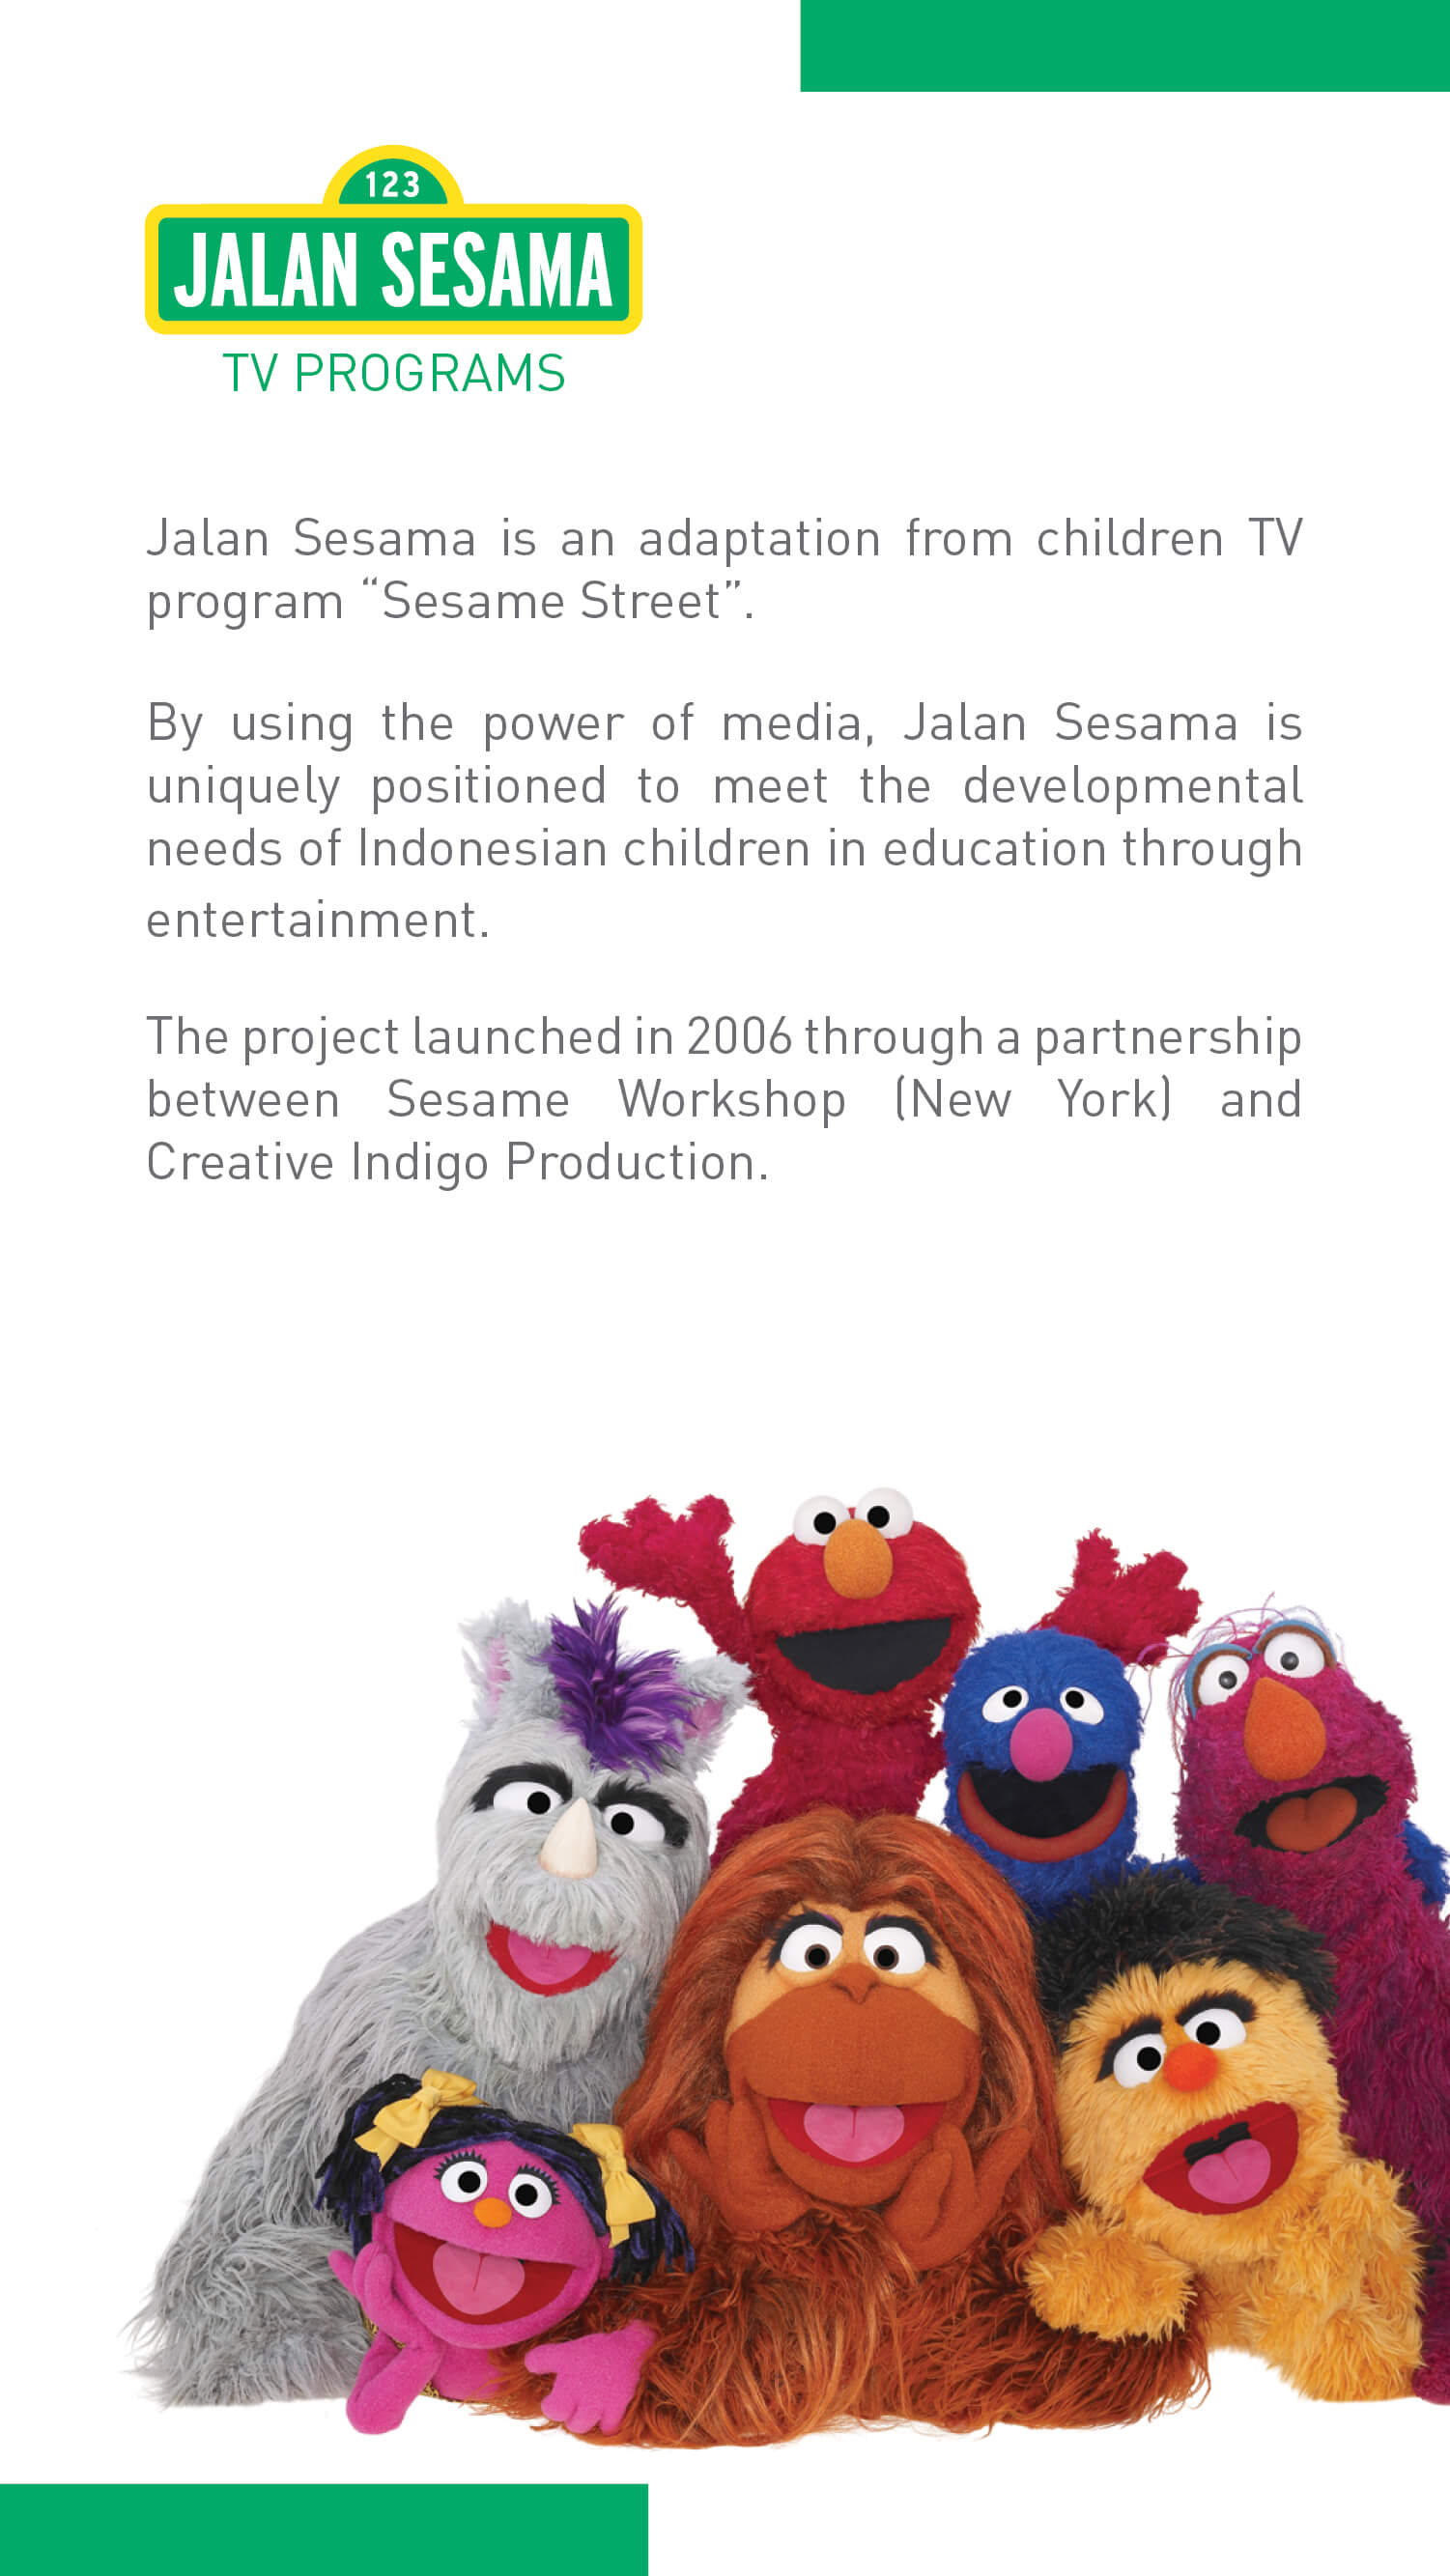 123
JALAN SESAMA
TV PROGRAMS
Jalan Sesama is an adaptation from children TV
program “Sesame Street”.
By using the power of media, Jalan Sesama is
uniquely positioned to meet the developmental
needs of Indonesian children in education through
entertainment.
The project launched in 2006 through a partnership
between Sesame Workshop (New York) and
Creative Indigo Production.